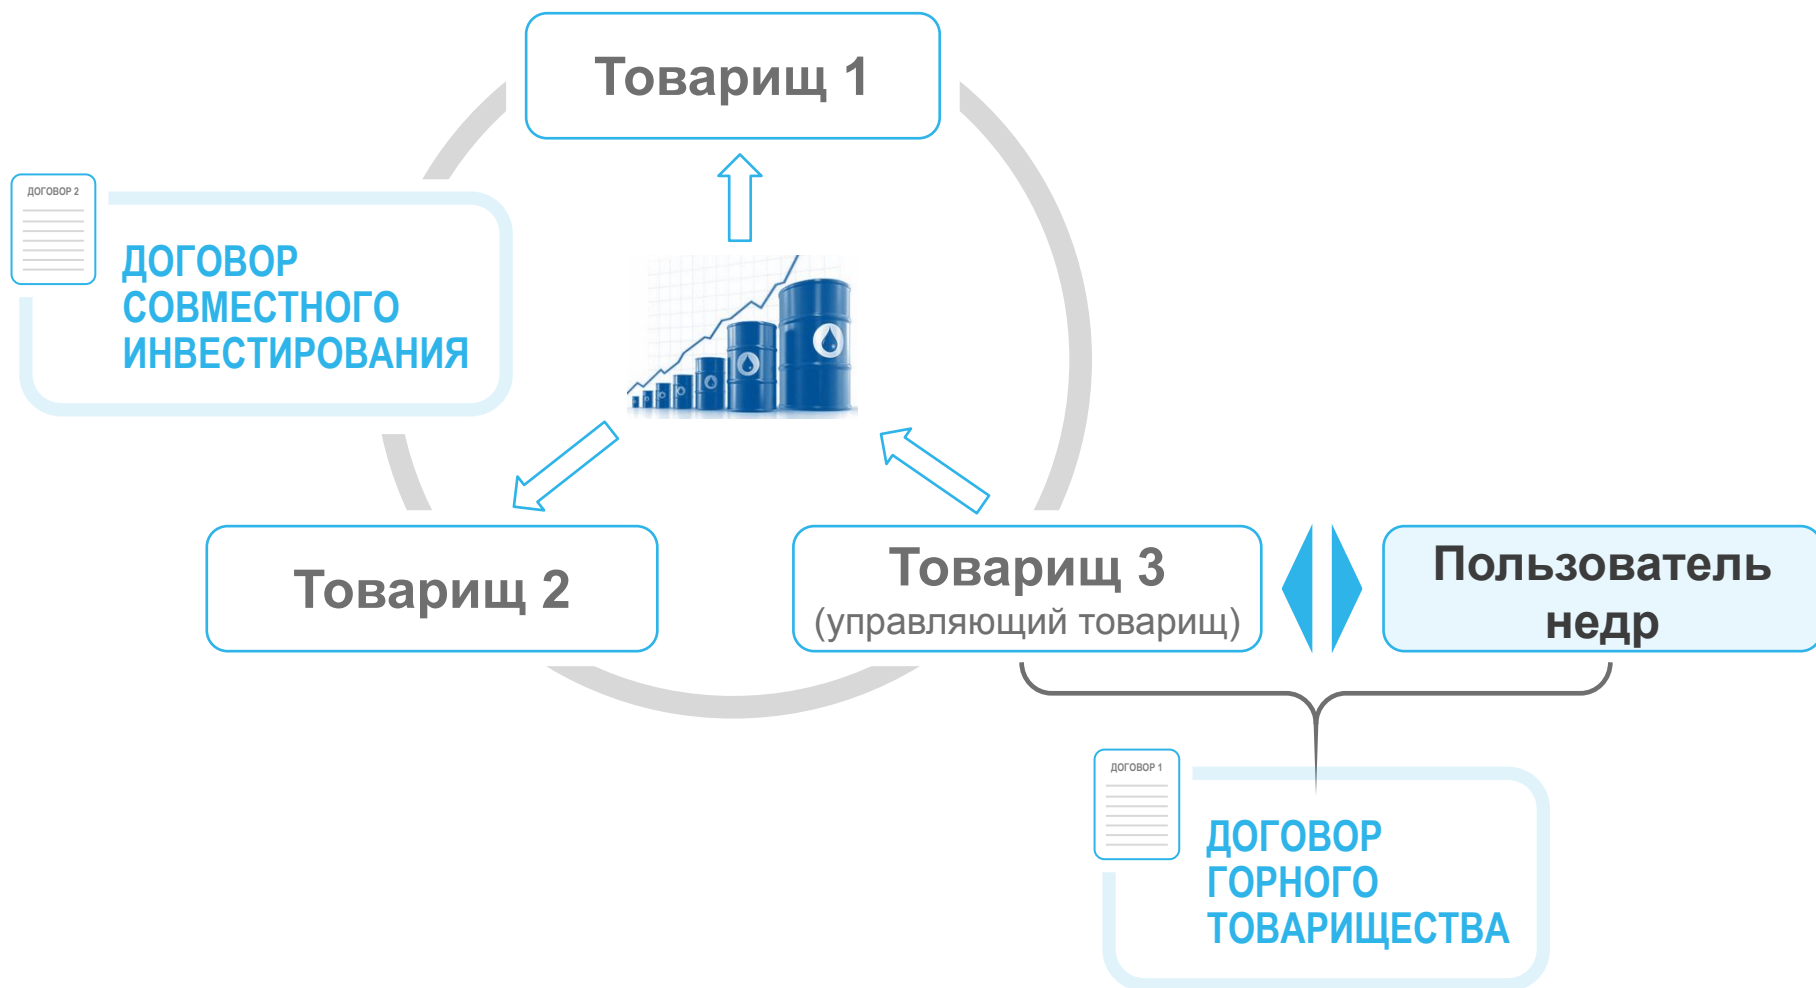 Товарищ 1
ДОГОВОР 2
ДОГОВОР
СОВМЕСТНОГО
ИНВЕСТИРОВАНИЯ
Товарищ 2
Товарищ 3
(управляющий товарищ)
Пользователь
недр
ДОГОВОР 1
ДОГОВОР
ГОРНОГО
ТОВАРИЩЕСТВА